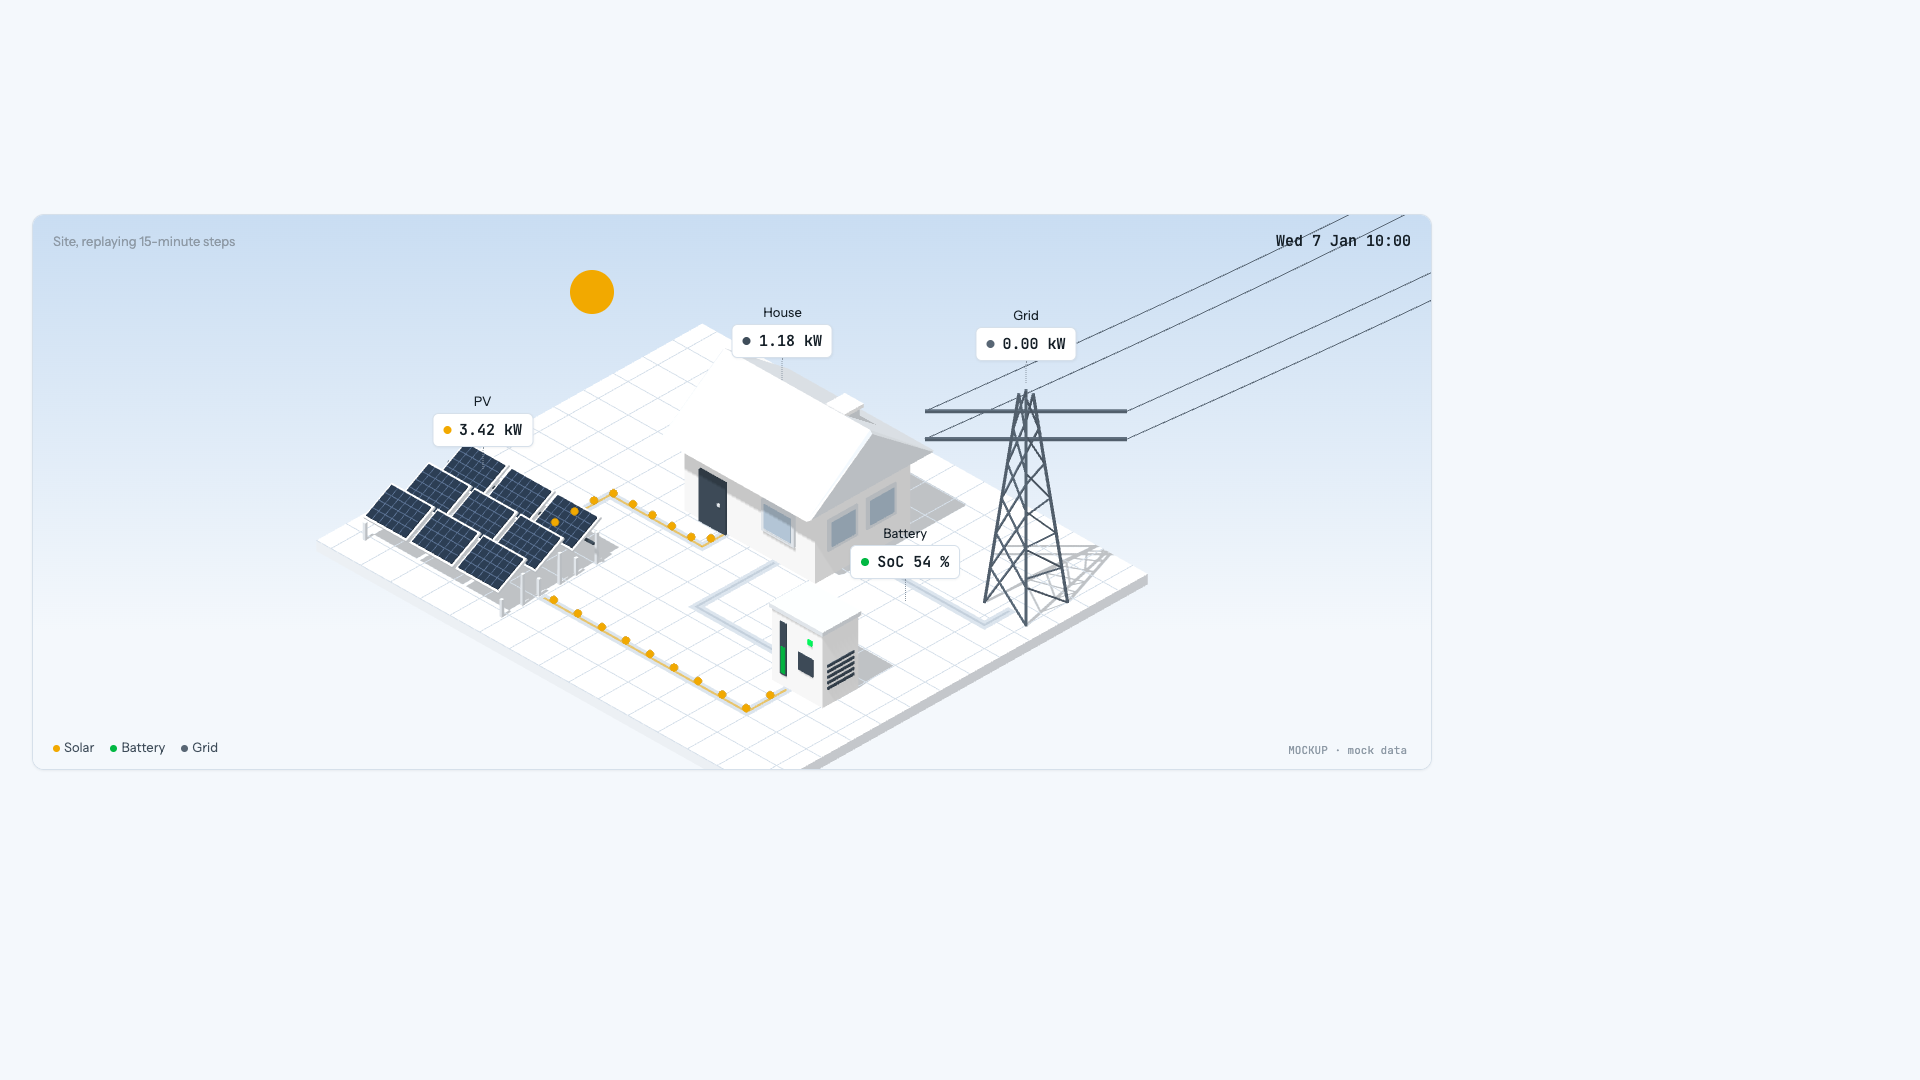 Site, replaying 15-minute steps
Wed 7 Jan 10:00
House
1.18 kW
Grid
0.00 kW
PV
3.42 kW
Battery
SoC 54 %
Solar
Battery
Grid
MOCKUP · mock data